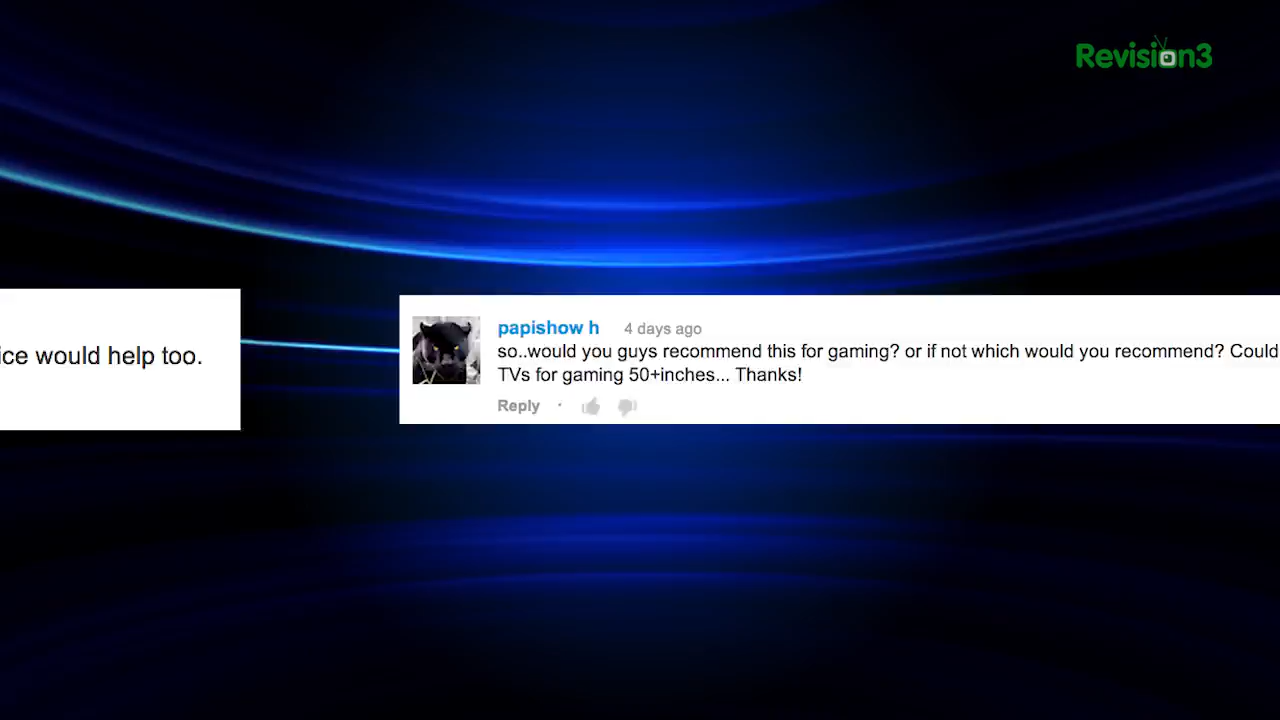 Revision3
ice would help too.
papishow h 4 days ago
so..would you guys recommend this for gaming? or if not which would you recommend? Could
TVs for gaming 50+inches... Thanks!
Reply